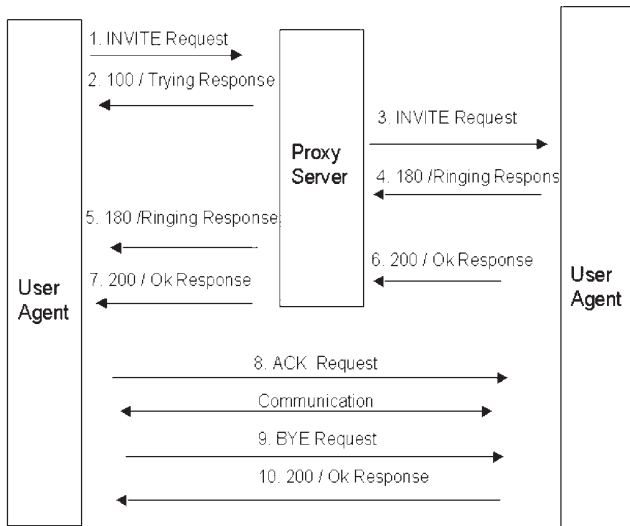 1. INVITE Request
2. 100 / Trying Response
3. INVITE Request
Proxy
Server
4. 180 /Ringing Respons
5. 180 /Ringing Response
6. 200 / Ok Response
7. 200 / Ok Response
User
Agent
User
Agent
8. ACK Request
Communication
9. BYE Request
10. 200 / Ok Response